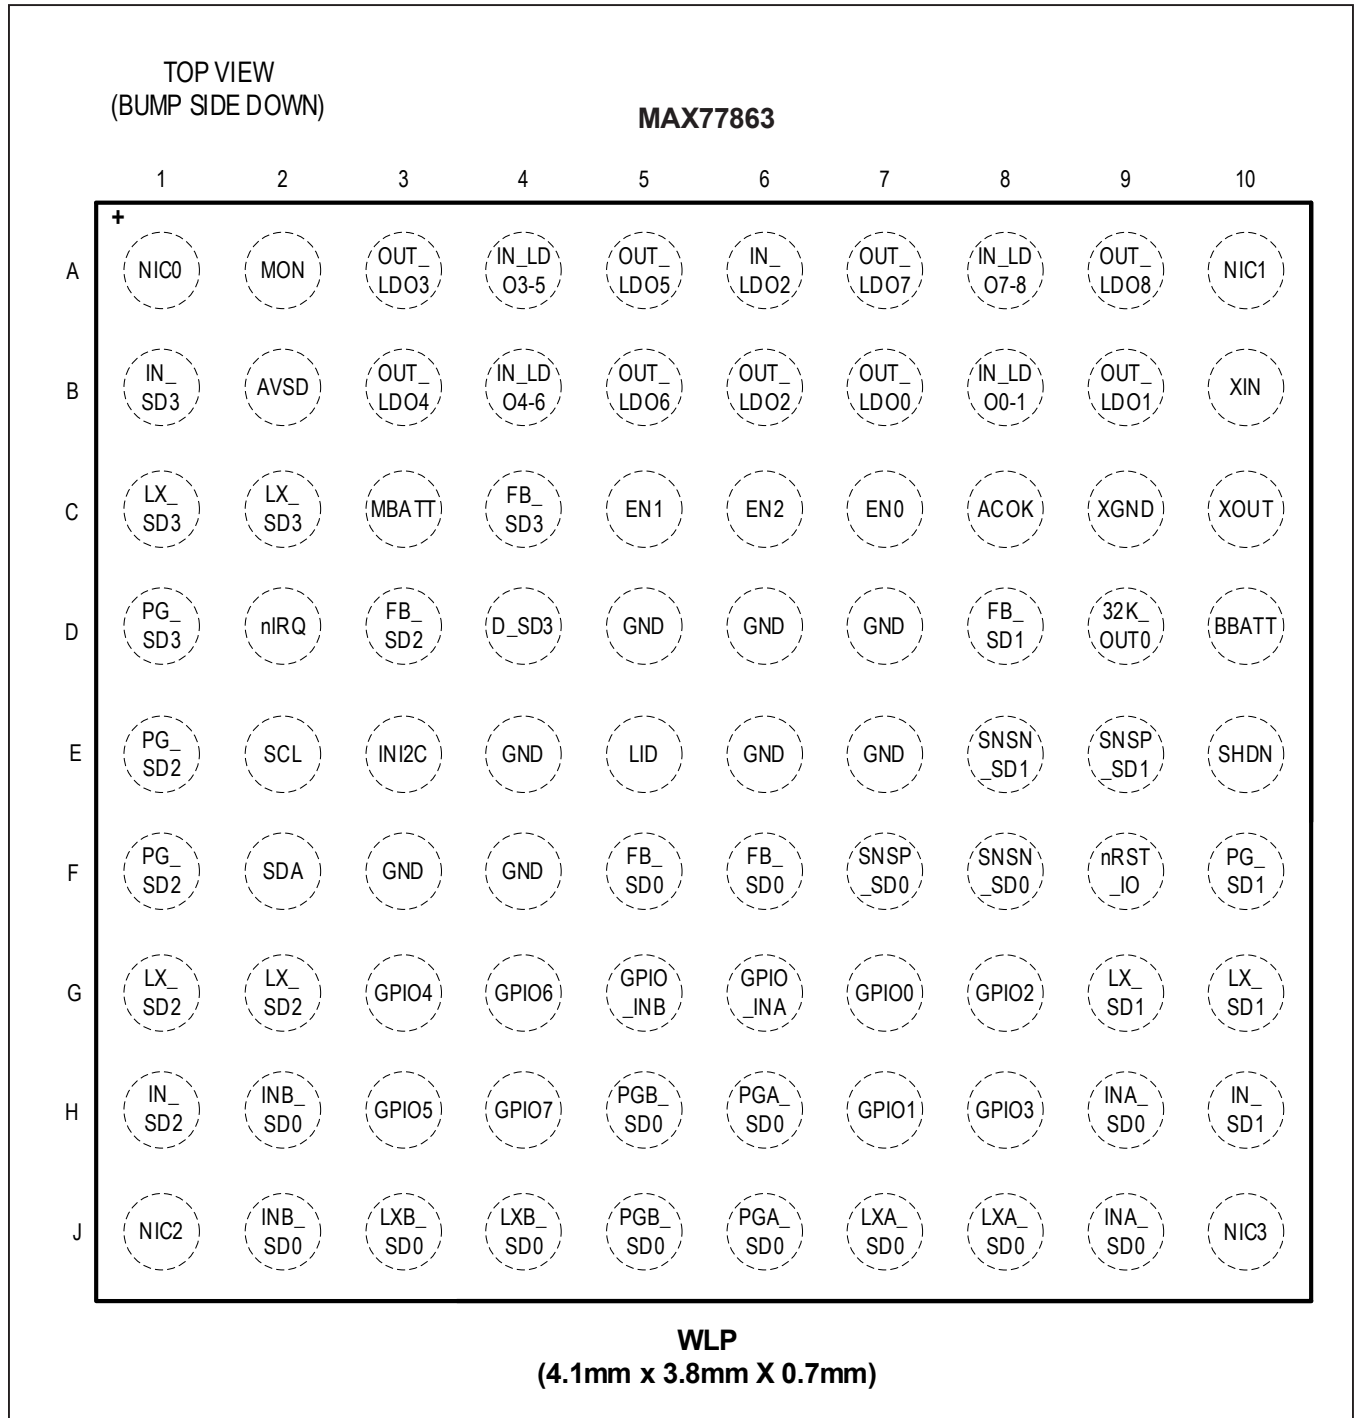 TOP VIEW
(BUMP SIDE DOWN)
MAX77863
1 2 3 4 5 6 7 8 9 10
+
A NIC0 MON OUT_ IN_LD OUT_ IN_ OUT_ IN_LD OUT_ NIC1
LDO3 O3-5 LDO5 LDO2 LDO7 O7-8 LDO8
B IN_ AVSD OUT_ IN_LD OUT_ OUT_ OUT_ IN_LD OUT_ XIN
SD3 LDO4 O4-6 LDO6 LDO2 LDO0 O0-1 LDO1
C LX_ LX_ MBATT FB_ EN1 EN2 EN0 ACOK XGND XOUT
SD3 SD3 SD3
D PG_ nIRQ FB_ D_SD3 GND GND GND FB_ 32K_ BBATT
SD3 SD2 SD1 OUT0
E PG_ SCL INI2C GND LID GND GND SNSN SNSP SHDN
SD2 _SD1 _SD1
F PG_ SDA GND GND FB_ FB_ SNSP SNSN nRST PG_
SD2 SD0 SD0 _SD0 _SD0 _IO SD1
G LX_ LX_ GPIO4 GPIO6 GPIO GPIO GPIO0 GPIO2 LX_ LX_
SD2 SD2 _INB _INA SD1 SD1
H IN_ INB_ GPIO5 GPIO7 PGB_ PGA_ GPIO1 GPIO3 INA_ IN_
SD2 SD0 SD0 SD0 SD0 SD1
J NIC2 INB_ LXB_ LXB_ PGB_ PGA_ LXA_ LXA_ INA_ NIC3
SD0 SD0 SD0 SD0 SD0 SD0 SD0 SD0
WLP
(4.1mm x 3.8mm X 0.7mm)